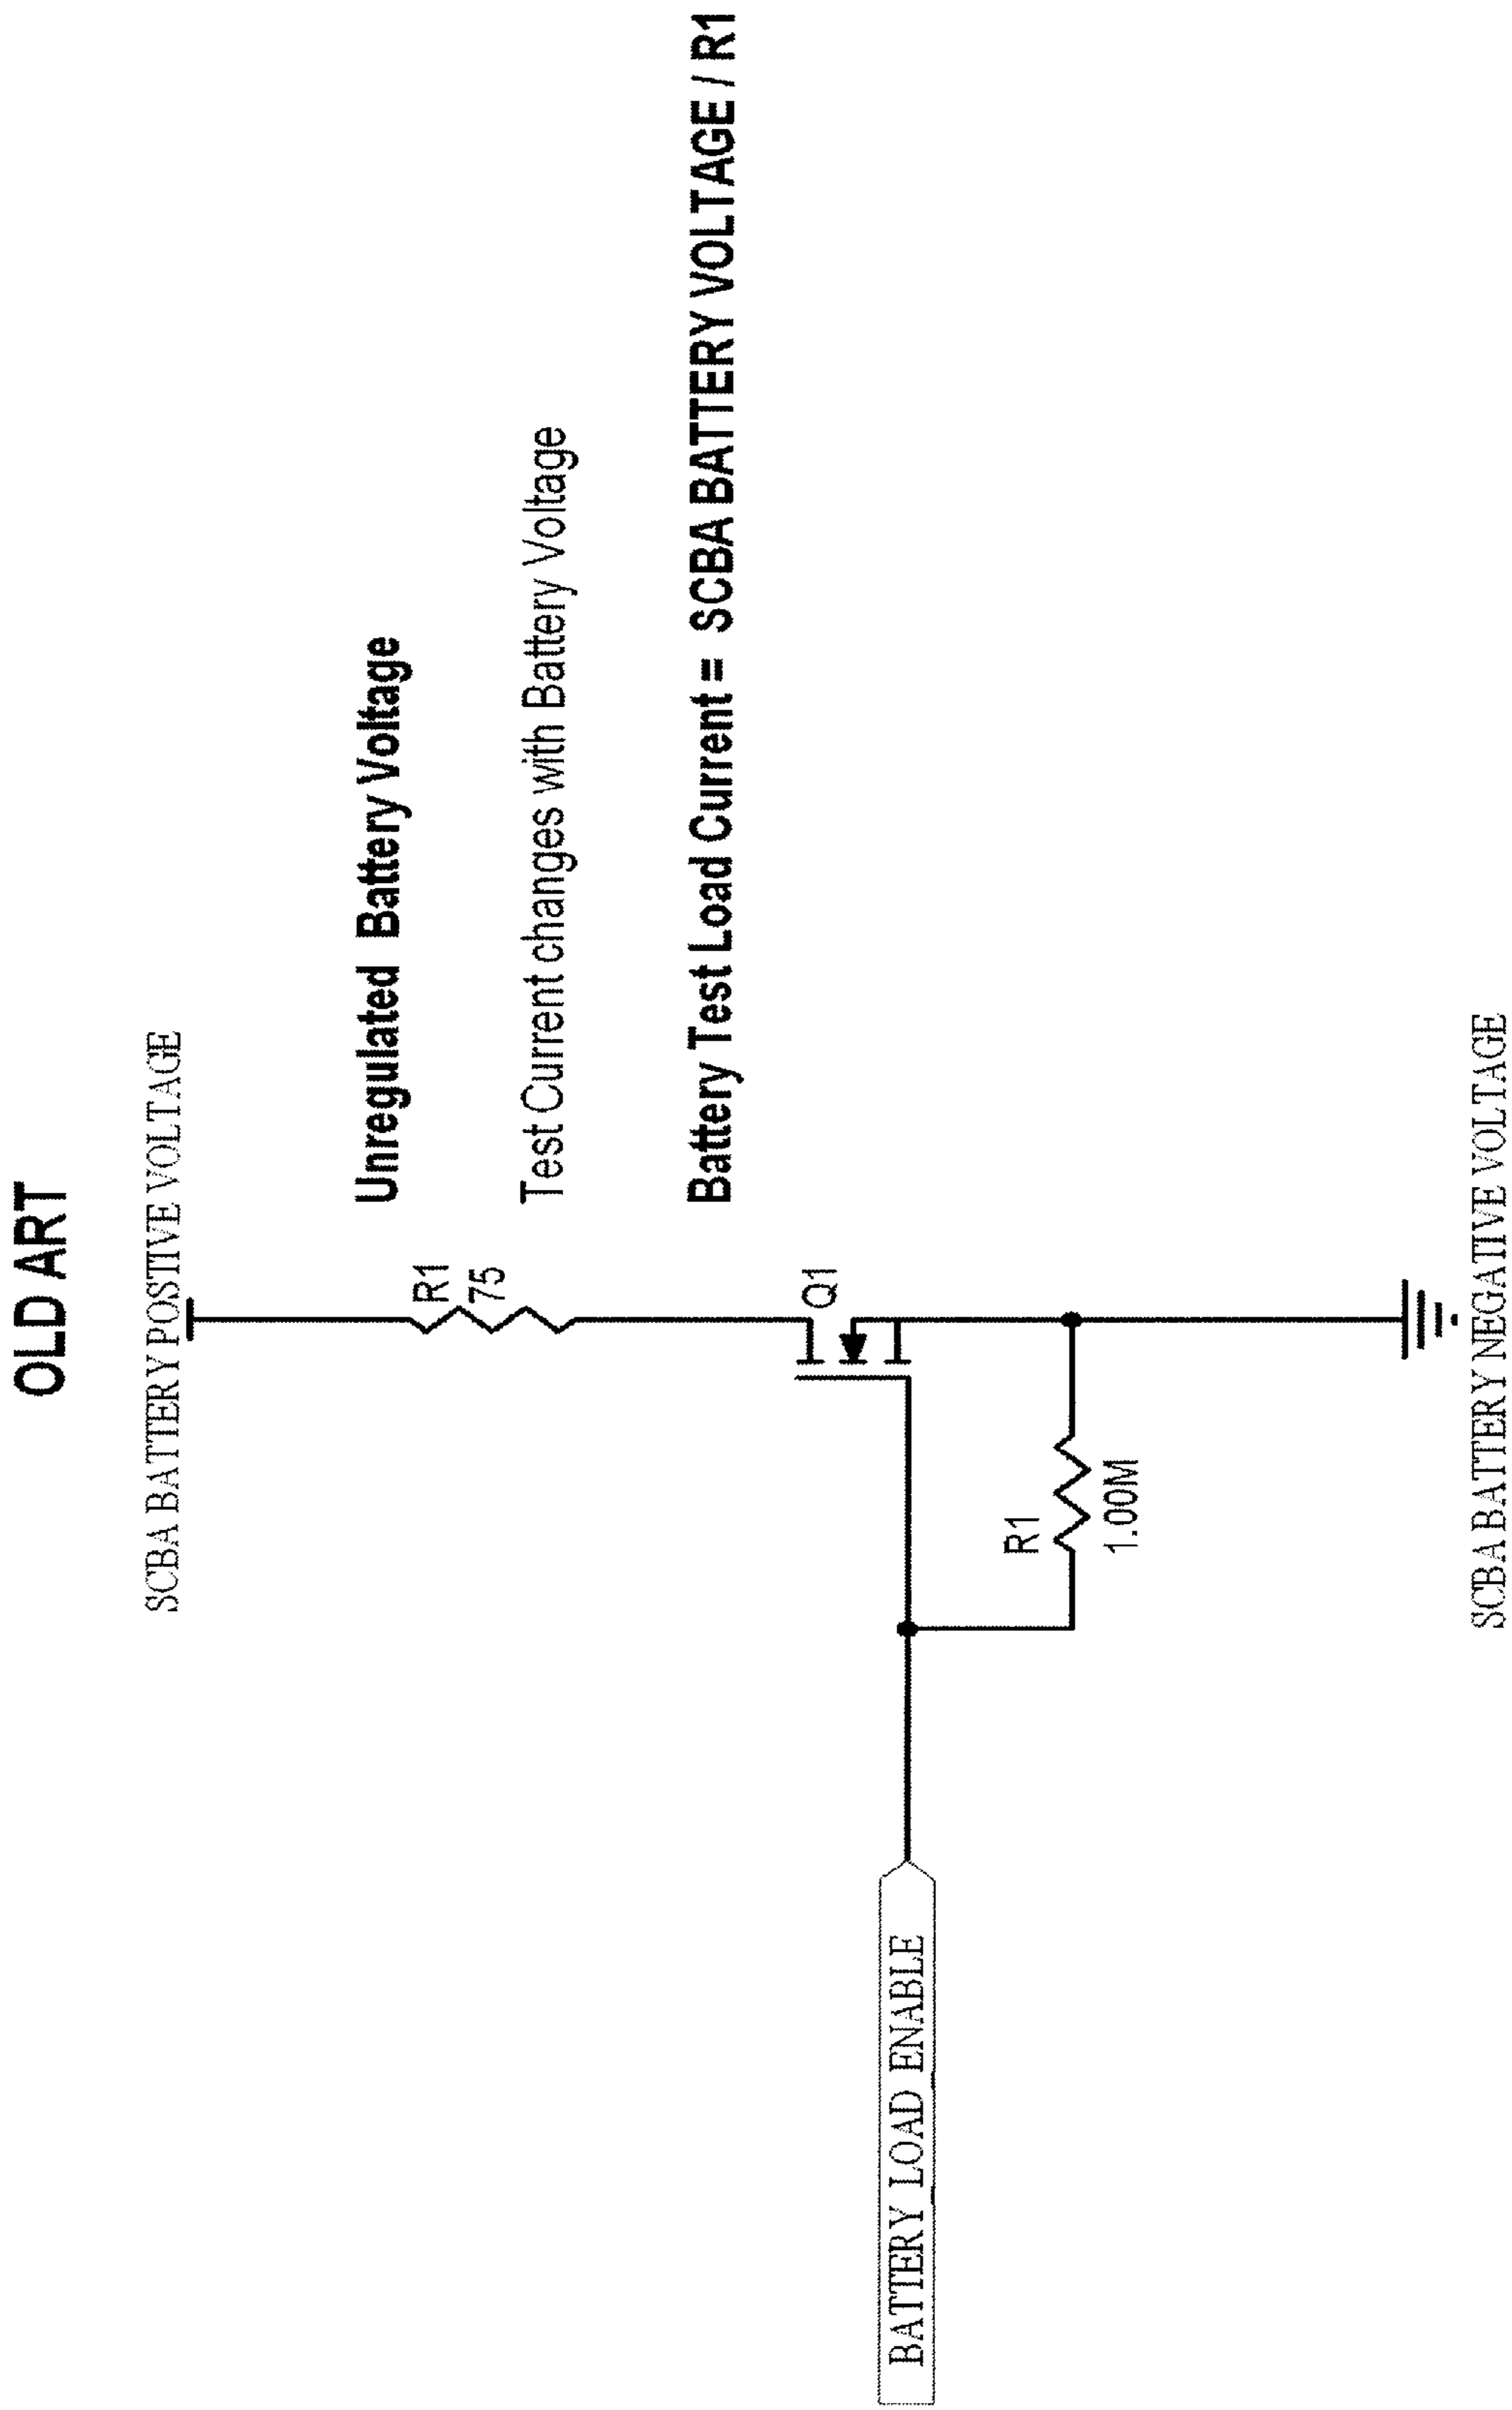 OLD ART
SCBA BATTERY POSTIVE VOLTAGE
R1
75
Unregulated Battery Voltage
Test Current changes with Battery Voltage
Battery Test Load Current = SCBA BATTERY VOLTAGE / R1
Q1
BATTERY LOAD ENABLE
R1
1.00M
SCBA BATTERY NEGATIVE VOLTAGE